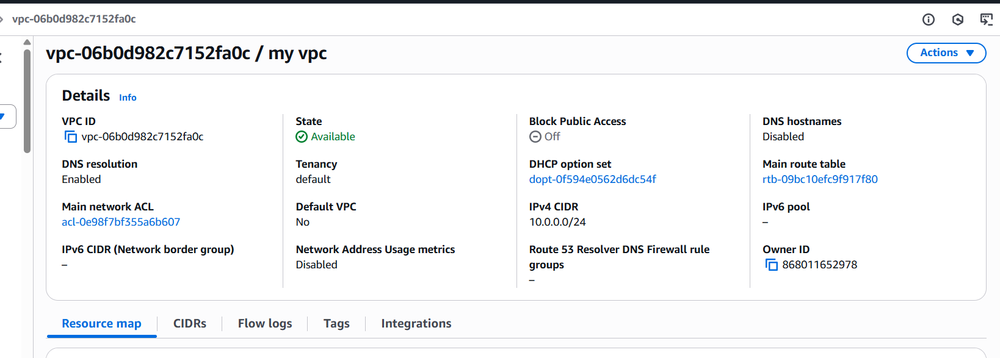 vpc-06b0d982c7152fa0c
vpc-06b0d982c7152fa0c / my vpc
Actions
Details Info
VPC ID
vpc-06b0d982c7152fa0c
State
Available
Block Public Access
Off
DNS hostnames
Disabled
DNS resolution
Enabled
Tenancy
default
DHCP option set
dopt-0f594e0562d6dc54f
Main route table
rtb-09bc10efc9f917f80
Main network ACL
acl-0e98f7bf355a6b607
Default VPC
No
IPv4 CIDR
10.0.0.0/24
IPv6 pool
–
IPv6 CIDR (Network border group)
–
Network Address Usage metrics
Disabled
Route 53 Resolver DNS Firewall rule
groups
–
Owner ID
868011652978
Resource map
CIDRs
Flow logs
Tags
Integrations